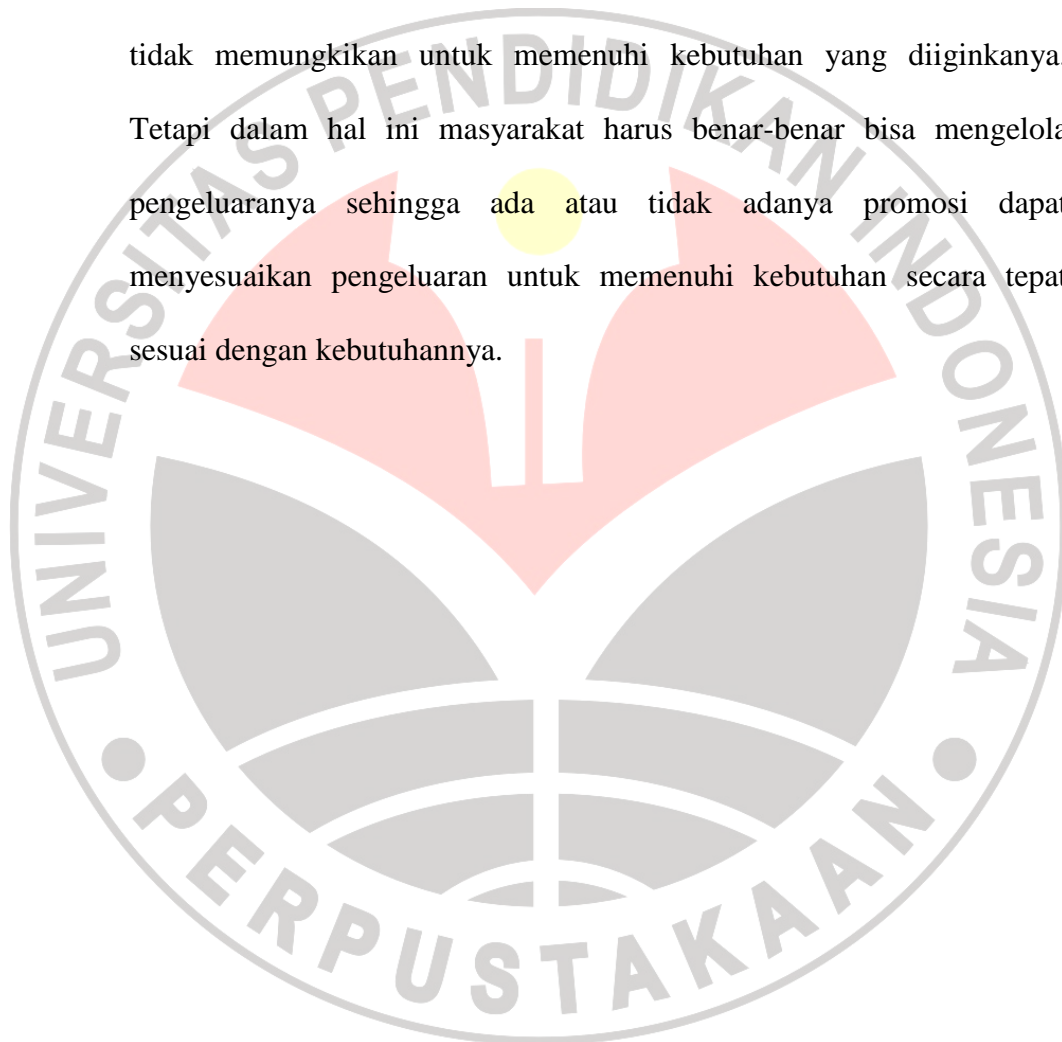 tidak memungkikan untuk memenuhi kebutuhan yang diiginkanya.
Tetapi dalam hal ini masyarakat harus benar-benar bisa mengelola
pengeluaranya sehingga ada atau tidak adanya promosi dapat
menyesuaikan pengeluaran untuk memenuhi kebutuhan secara tepat
sesuai dengan kebutuhannya.
UNIVERSITAS PENDIDIKAN INDONESIA
PERPUSTAKAAN